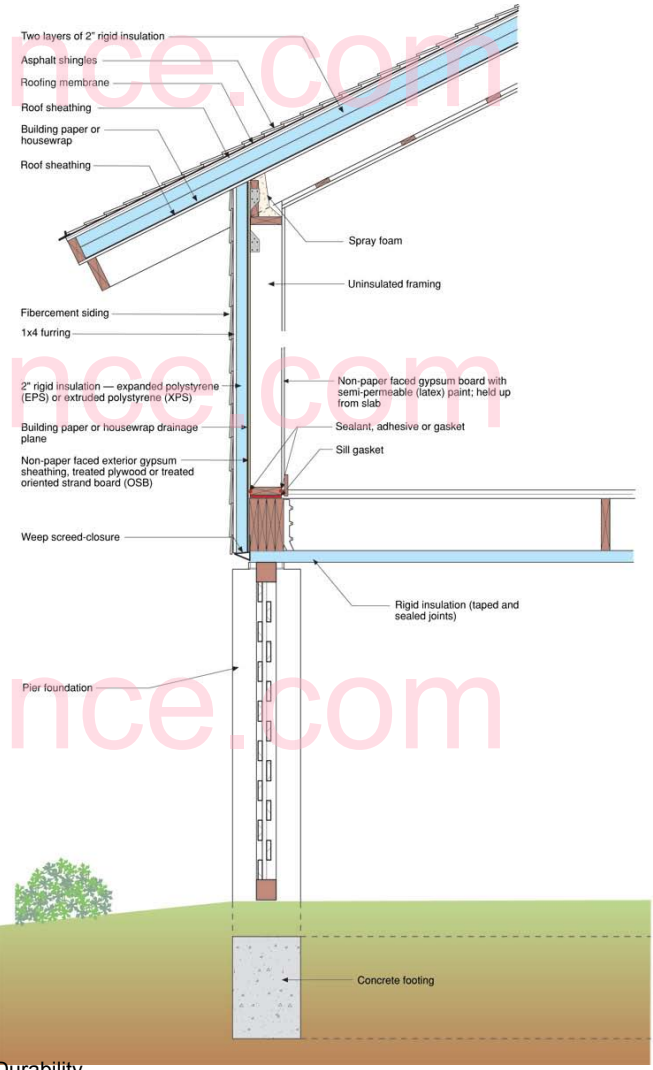 Two layers of 2" rigid insulation
Asphalt shingles
Roofing membrane
Roof sheathing
Building paper or
housewrap
Roof sheathing
Spray foam
Uninsulated framing
Fibercement siding
1x4 furring
2" rigid insulation — expanded polystyrene
(EPS) or extruded polystyrene (XPS)
Non-paper faced gypsum board with
semi-permeable (latex) paint; held up
from slab
Building paper or housewrap drainage
plane
Sealant, adhesive or gasket
Sill gasket
Non-paper faced exterior gypsum
sheathing, treated plywood or treated
oriented strand board (OSB)
Weep screed-closure
Rigid insulation (taped and
sealed joints)
Pier foundation
Concrete footing
nce.com
nce.com
nce.com
Durability